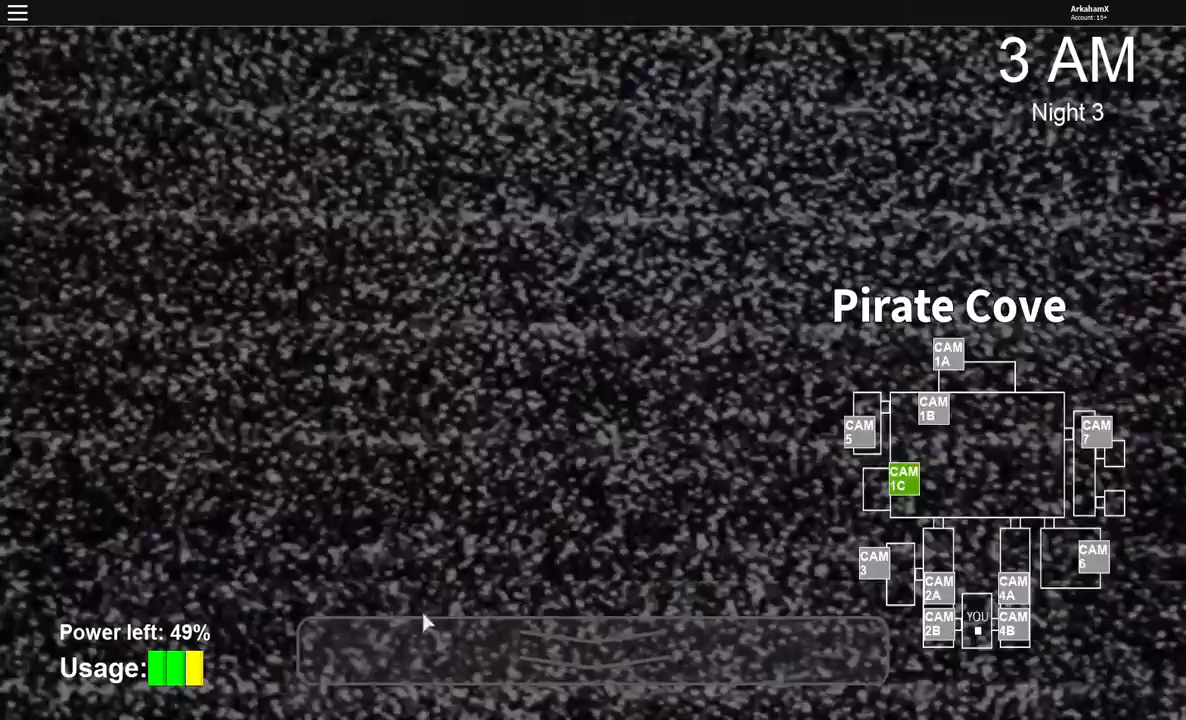 ArkahamX
Account: 13+
3 AM
Night 3
Pirate Cove
CAM
1A
CAM
1B
CAM
5
CAM
7
CAM
1C
CAM
3
CAM
6
CAM
2A
CAM
4A
CAM
2B
YOU
CAM
4B
Power left: 49%
Usage: